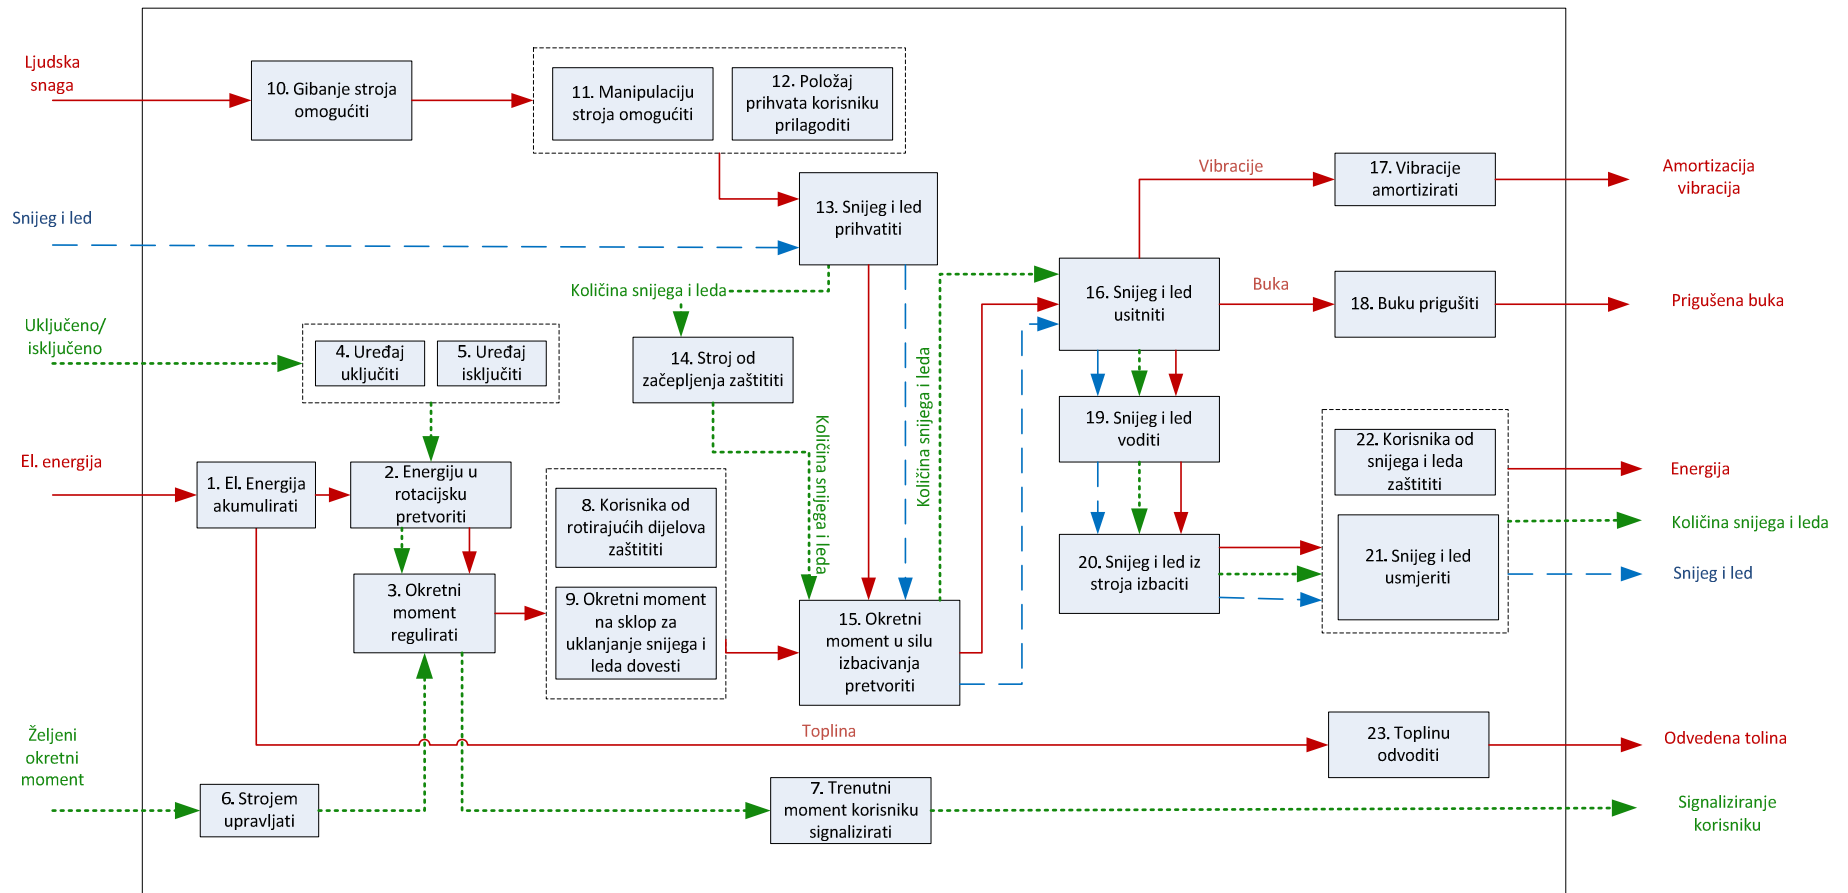 Ljudska
snaga
10. Gibanje stroja
omogućiti
11. Manipulaciju
stroja omogućiti
12. Položaj
prihvata korisniku
prilagoditi
Vibracije
17. Vibracije
amortizirati
Amortizacija
vibracija
Snijeg i led
13. Snijeg i led
prihvatiti
Količina snijega i leda
16. Snijeg i led
usitniti
Buka
18. Buku prigušiti
Prigušena buka
Uključeno/
isključeno
4. Uređaj
uključiti
5. Uređaj
isključiti
14. Stroj od
začepljenja zaštititi
Količina snijega i leda
Količina snijega i leda
19. Snijeg i led
voditi
El. energija
1. El. Energija
akumulirati
2. Energiju u
rotacijsku
pretvoriti
8. Korisnika od
rotirajućih dijelova
zaštititi
22. Korisnika od
snijega i leda
zaštititi
Energija
Količina snijega i leda
3. Okretni
moment
regulirati
9. Okretni moment
na sklop za
uklanjanje snijega i
leda dovesti
15. Okretni
moment u silu
izbacivanja
pretvoriti
20. Snijeg i led iz
stroja izbaciti
21. Snijeg i led
usmjeriti
Snijeg i led
Željeni
okretni
moment
Toplina
23. Toplinu
odvoditi
Odvedena tolina
6. Strojem
upravljati
7. Trenutni
moment korisniku
signalizirati
Signaliziranje
korisniku